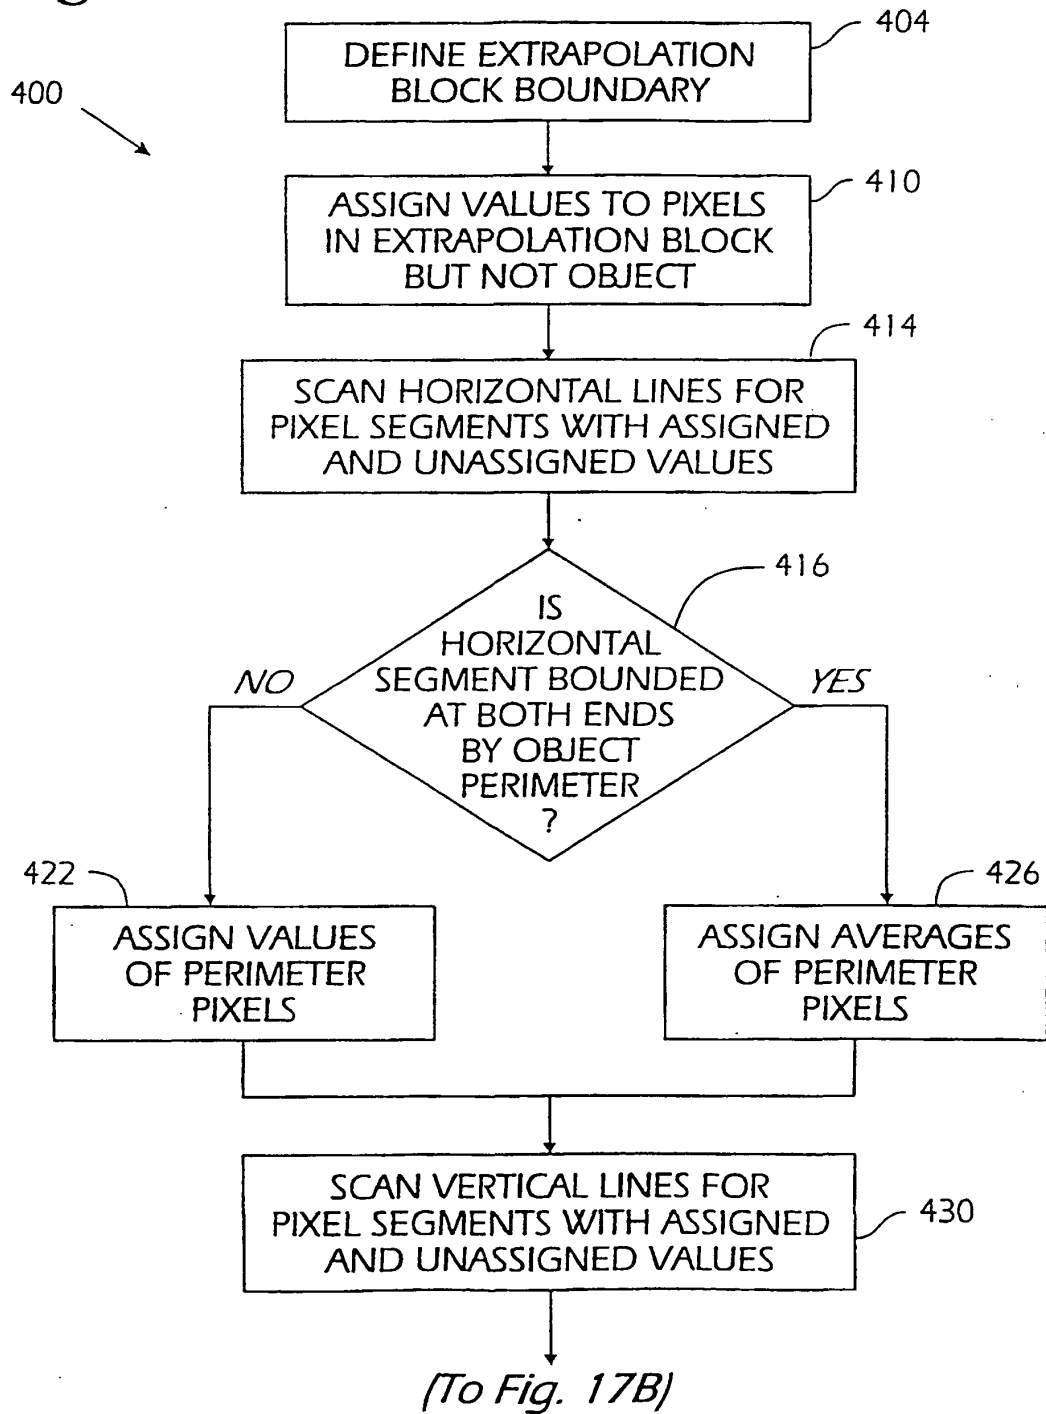 404
DEFINE EXTRAPOLATION
BLOCK BOUNDARY
400
410
ASSIGN VALUES TO PIXELS
IN EXTRAPOLATION BLOCK
BUT NOT OBJECT
414
SCAN HORIZONTAL LINES FOR
PIXEL SEGMENTS WITH ASSIGNED
AND UNASSIGNED VALUES
416
IS
HORIZONTAL
SEGMENT BOUNDED
AT BOTH ENDS
BY OBJECT
PERIMETER
?
NO
YES
422
ASSIGN VALUES
OF PERIMETER
PIXELS
426
ASSIGN AVERAGES
OF PERIMETER
PIXELS
SCAN VERTICAL LINES FOR
PIXEL SEGMENTS WITH ASSIGNED
AND UNASSIGNED VALUES
430
(To Fig. 17B)